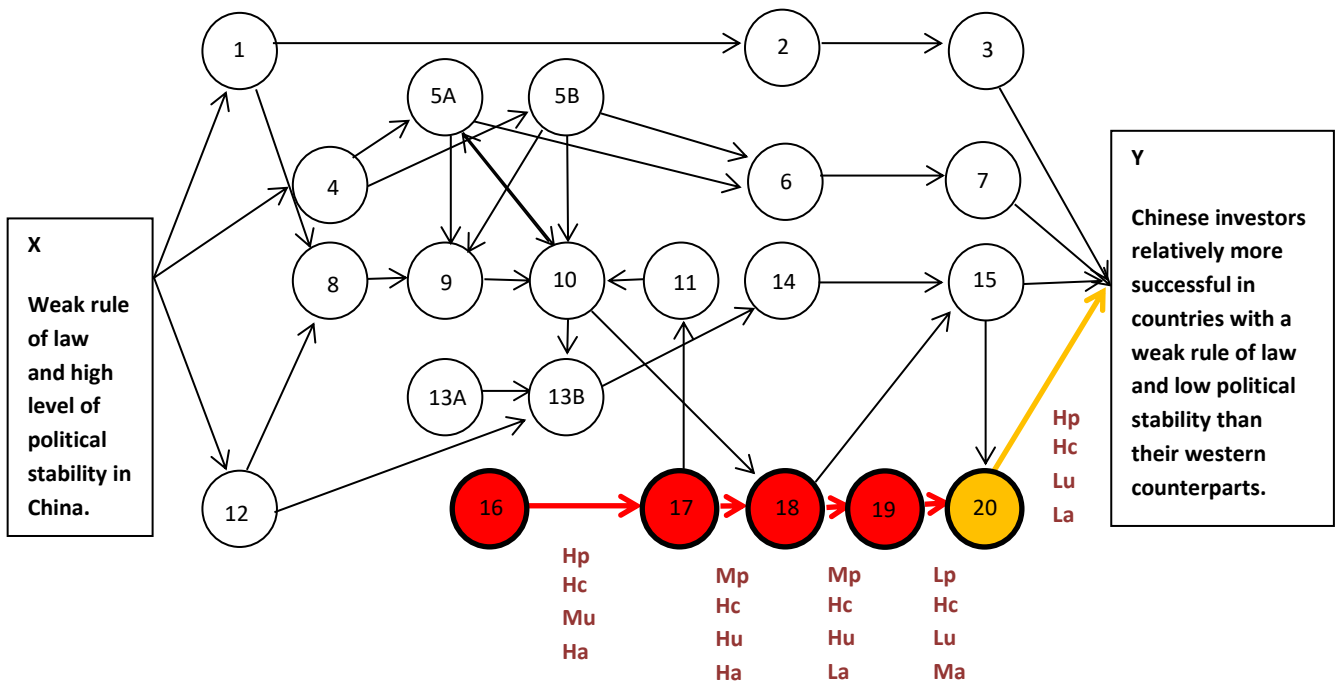 1
2
3
5A
5B
4
6
7
8
9
10
11
14
15
13A
13B
12
16
17
18
19
20
X
Weak rule
of law
and high
level of
political
stability in
China.
Y
Chinese investors
relatively more
successful in
countries with a
weak rule of law
and low political
stability than
their western
counterparts.
Hp
Hc
Lu
La
Hp
Hc
Mu
Ha
Mp
Hc
Hu
Ha
Mp
Hc
Hu
La
Lp
Hc
Lu
Ma